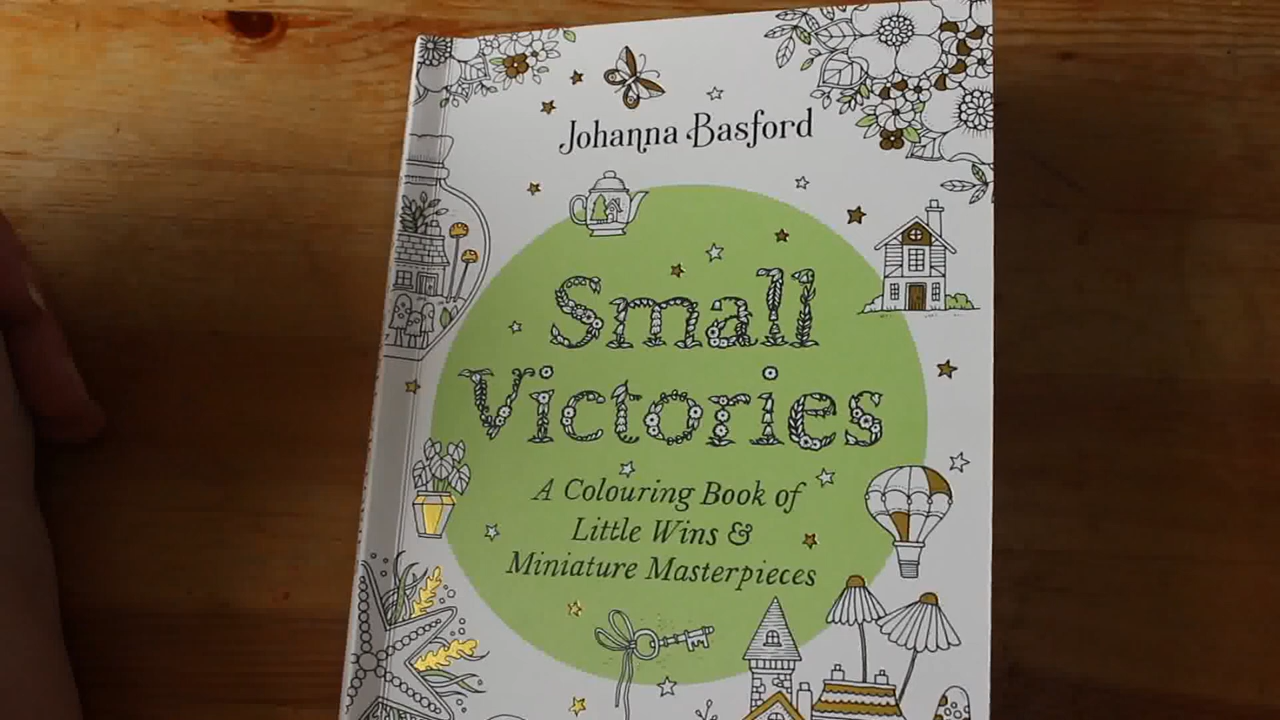 Johanna Basford
Small
Victories
A Colouring Book of
Little Wins &
Miniature Masterpieces